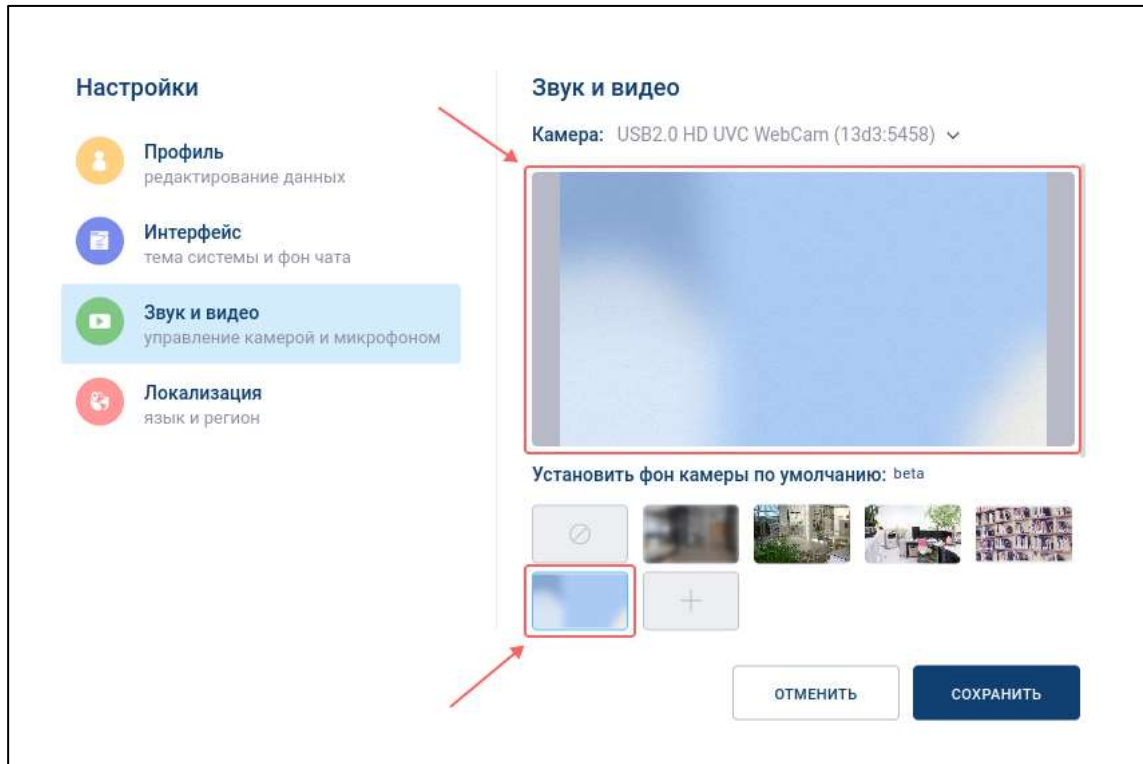 Настройки
Профиль
редактирование данных
Интерфейс
тема системы и фон чата
Звук и видео
управление камерой и микрофоном
Локализация
язык и регион
Звук и видео
Камера: USB2.0 HD UVC WebCam (13d3:5458)
Установить фон камеры по умолчанию: beta
ОТМЕНИТЬ
СОХРАНИТЬ